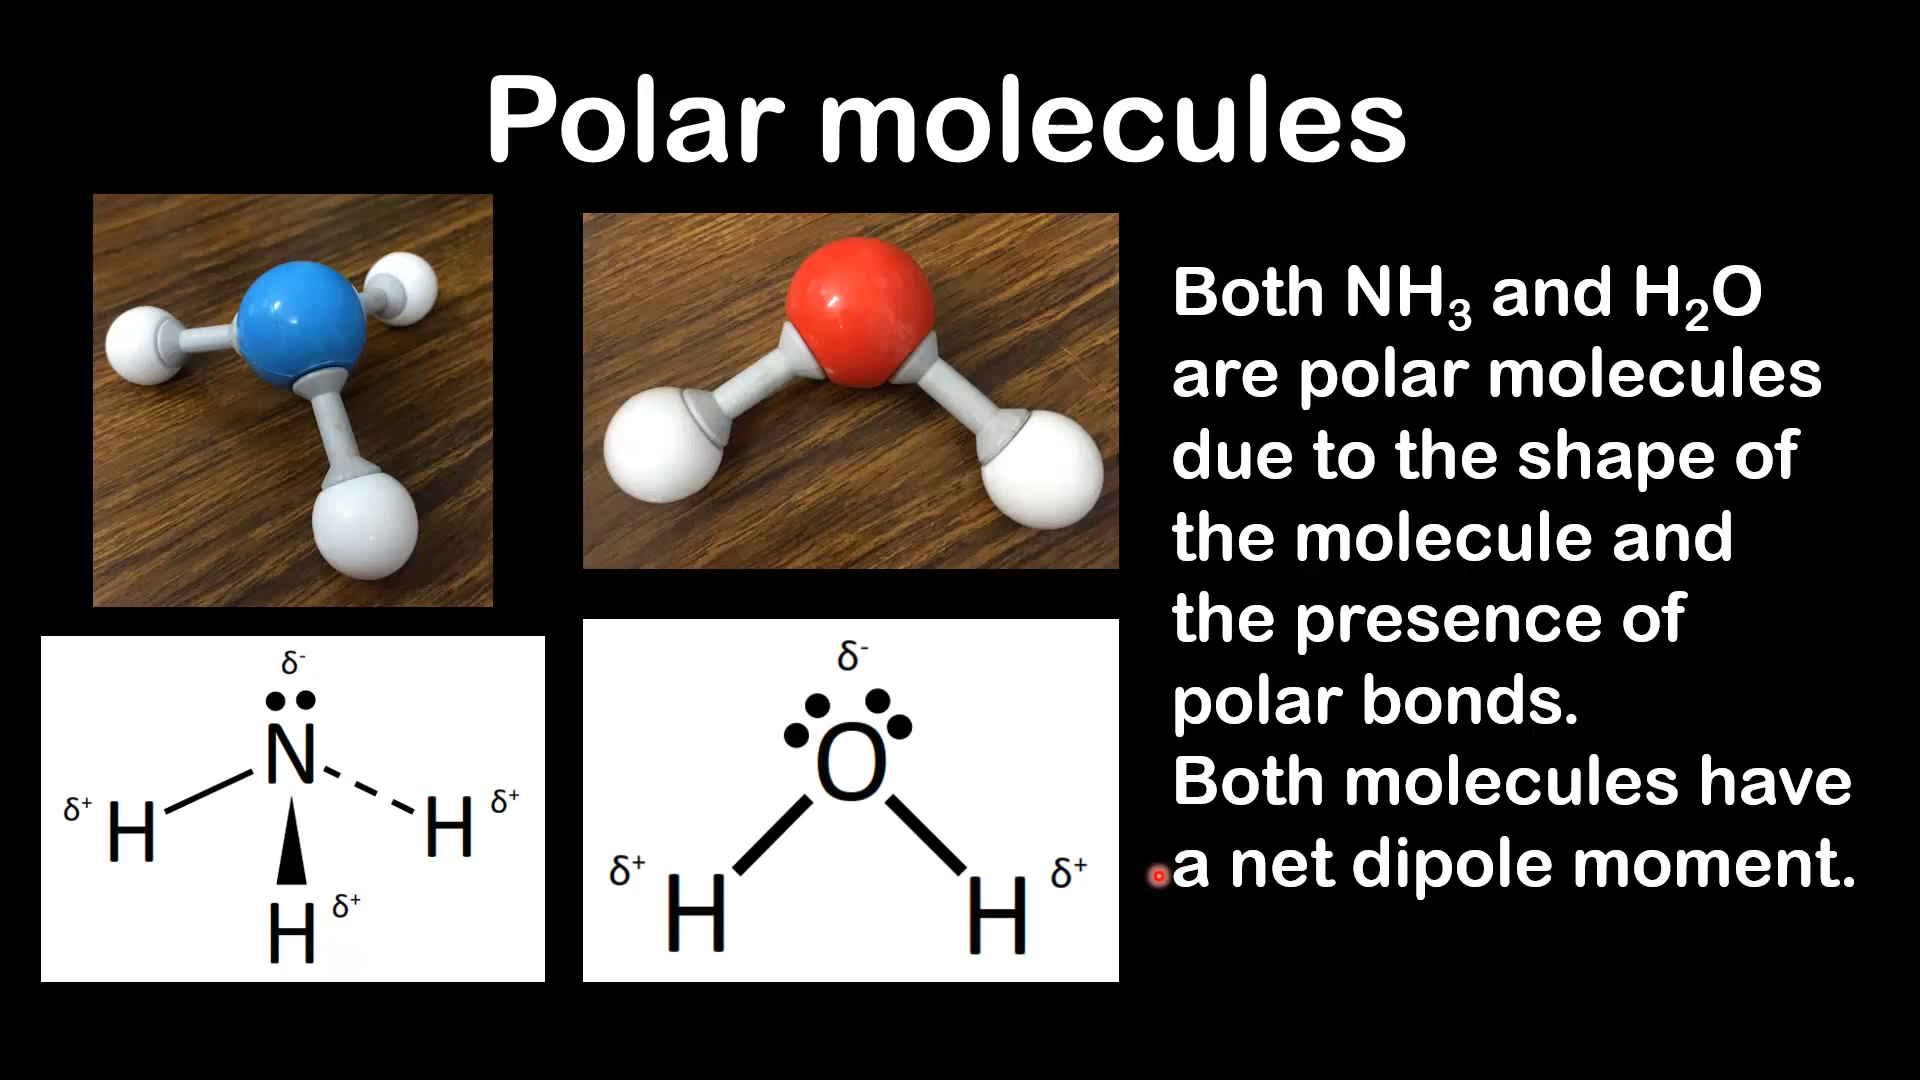 Polar molecules
Both NH₃ and H₂O
are polar molecules
due to the shape of
the molecule and
the presence of
polar bonds.
Both molecules have
a net dipole moment.
δ⁻
N
δ⁺ H
H δ⁺
H δ⁺
δ⁻
O
δ⁺ H
H δ⁺